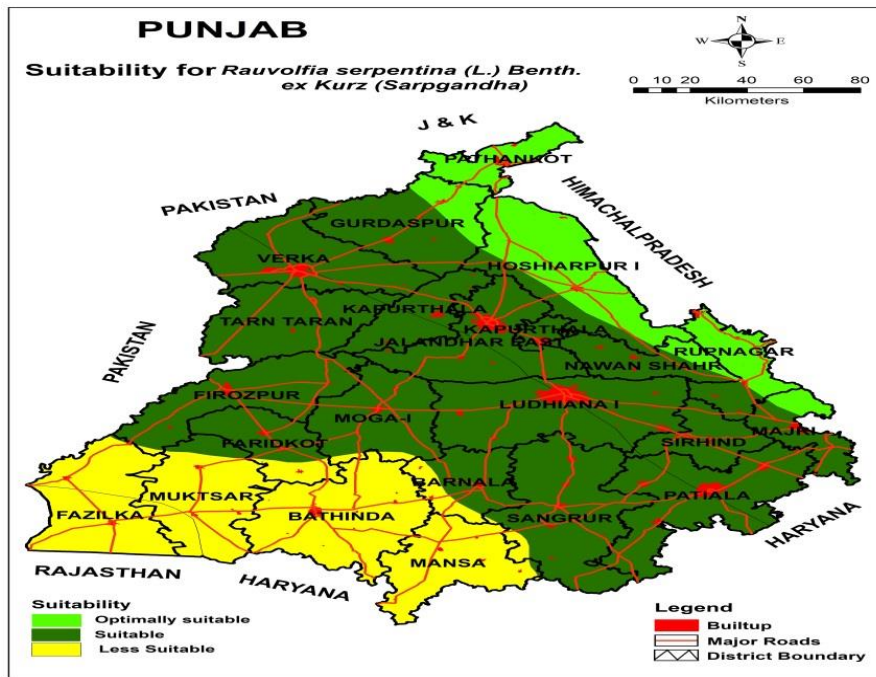 PUNJAB
Suitability for Rauvolfia serpentina (L.) Benth.
ex Kurz (Sarpgandha)
N
W E
S
0 10 20 40 60 80
Kilometers
J & K
PATHANKOT
PAKISTAN
HIMACHALPRADESH
GURDASPUR
VERKA
HOSHIARPUR I
KAPURTHALA
TARN TARAN
KAPURTHALA
JALANDHAR EAST
RUPNAGAR
PAKISTAN
NAWAN SHAHR
FIROZPUR
LUDHIANA I
MOGA-I
MAJRI
FARIDKOT
SIRHIND
BARNALA
MUKTSAR
PATIALA
FAZILKA
BATHINDA
SANGRUR
HARYANA
MANSA
RAJASTHAN
HARYANA
Suitability
Optimally suitable
Suitable
Less Suitable
Legend
Builtup
Major Roads
District Boundary